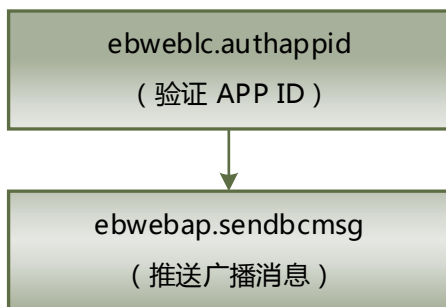 ebweblc.authappid
（验证 APP ID）
ebwebap.sendbcmsg
（推送广播消息）